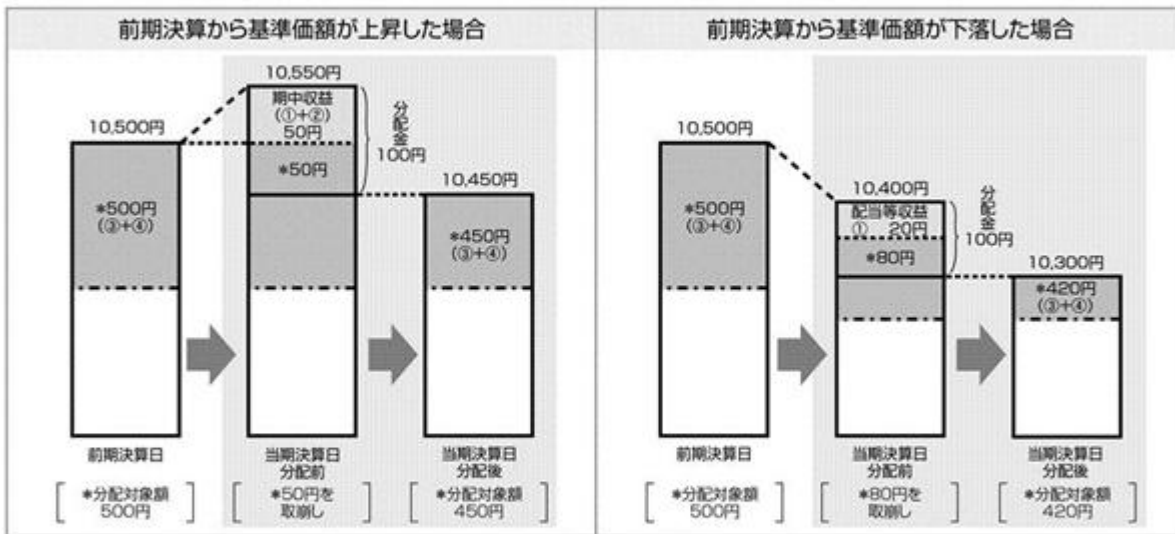 前期決算から基準価額が上昇した場合
10,550円
期中収益
(①+②)
50円
*50円
分配金
100円
10,500円
*500円
(③+④)
10,450円
*450円
(③+④)
前期決算日
当期決算日
分配前
当期決算日
分配後
*分配対象額
500円
*50円を
取崩し
*分配対象額
450円
前期決算から基準価額が下落した場合
10,500円
*500円
(③+④)
10,400円
配当等収益
① 20円
*80円
分配金
100円
10,300円
*420円
(③+④)
前期決算日
当期決算日
分配前
当期決算日
分配後
*分配対象額
500円
*80円を
取崩し
*分配対象額
420円